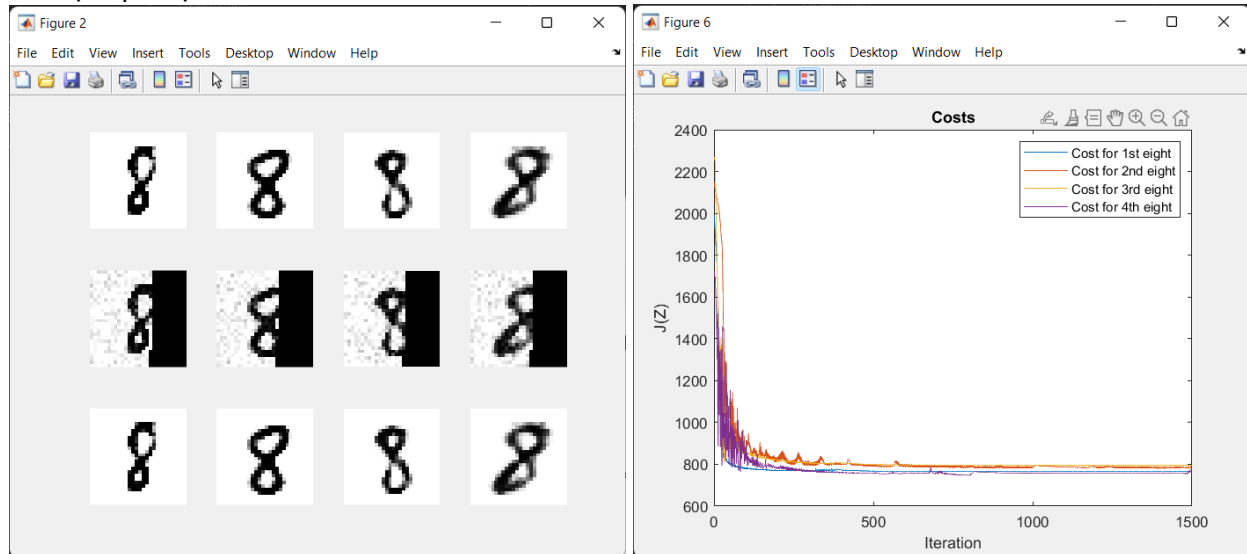 Figure 2
File Edit View Insert Tools Desktop Window Help
Figure 6
File Edit View Insert Tools Desktop Window Help
Costs
2400
2200
2000
1800
1600
1400
1200
1000
800
600
J(Z)
Cost for 1st eight
Cost for 2nd eight
Cost for 3rd eight
Cost for 4th eight
0 500 1000 1500
Iteration